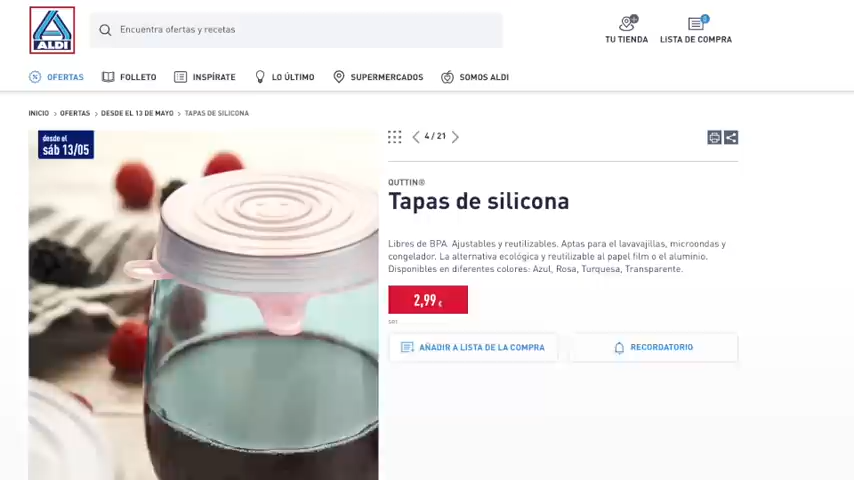 ALDI
Encuentra ofertas y recetas
TU TIENDA
0
LISTA DE COMPRA
OFERTAS
FOLLETO
INSPÍRATE
LO ÚLTIMO
SUPERMERCADOS
SOMOS ALDI
INICIO > OFERTAS > DESDE EL 13 DE MAYO > TAPAS DE SILICONA
desde el
sáb 13/05
4 / 21
QUTTIN®
Tapas de silicona
Libres de BPA. Ajustables y reutilizables. Aptas para el lavavajillas, microondas y
congelador. La alternativa ecológica y reutilizable al papel film o el aluminio.
Disponibles en diferentes colores: Azul, Rosa, Turquesa, Transparente.
2,99 €
SET
AÑADIR A LISTA DE LA COMPRA
RECORDATORIO